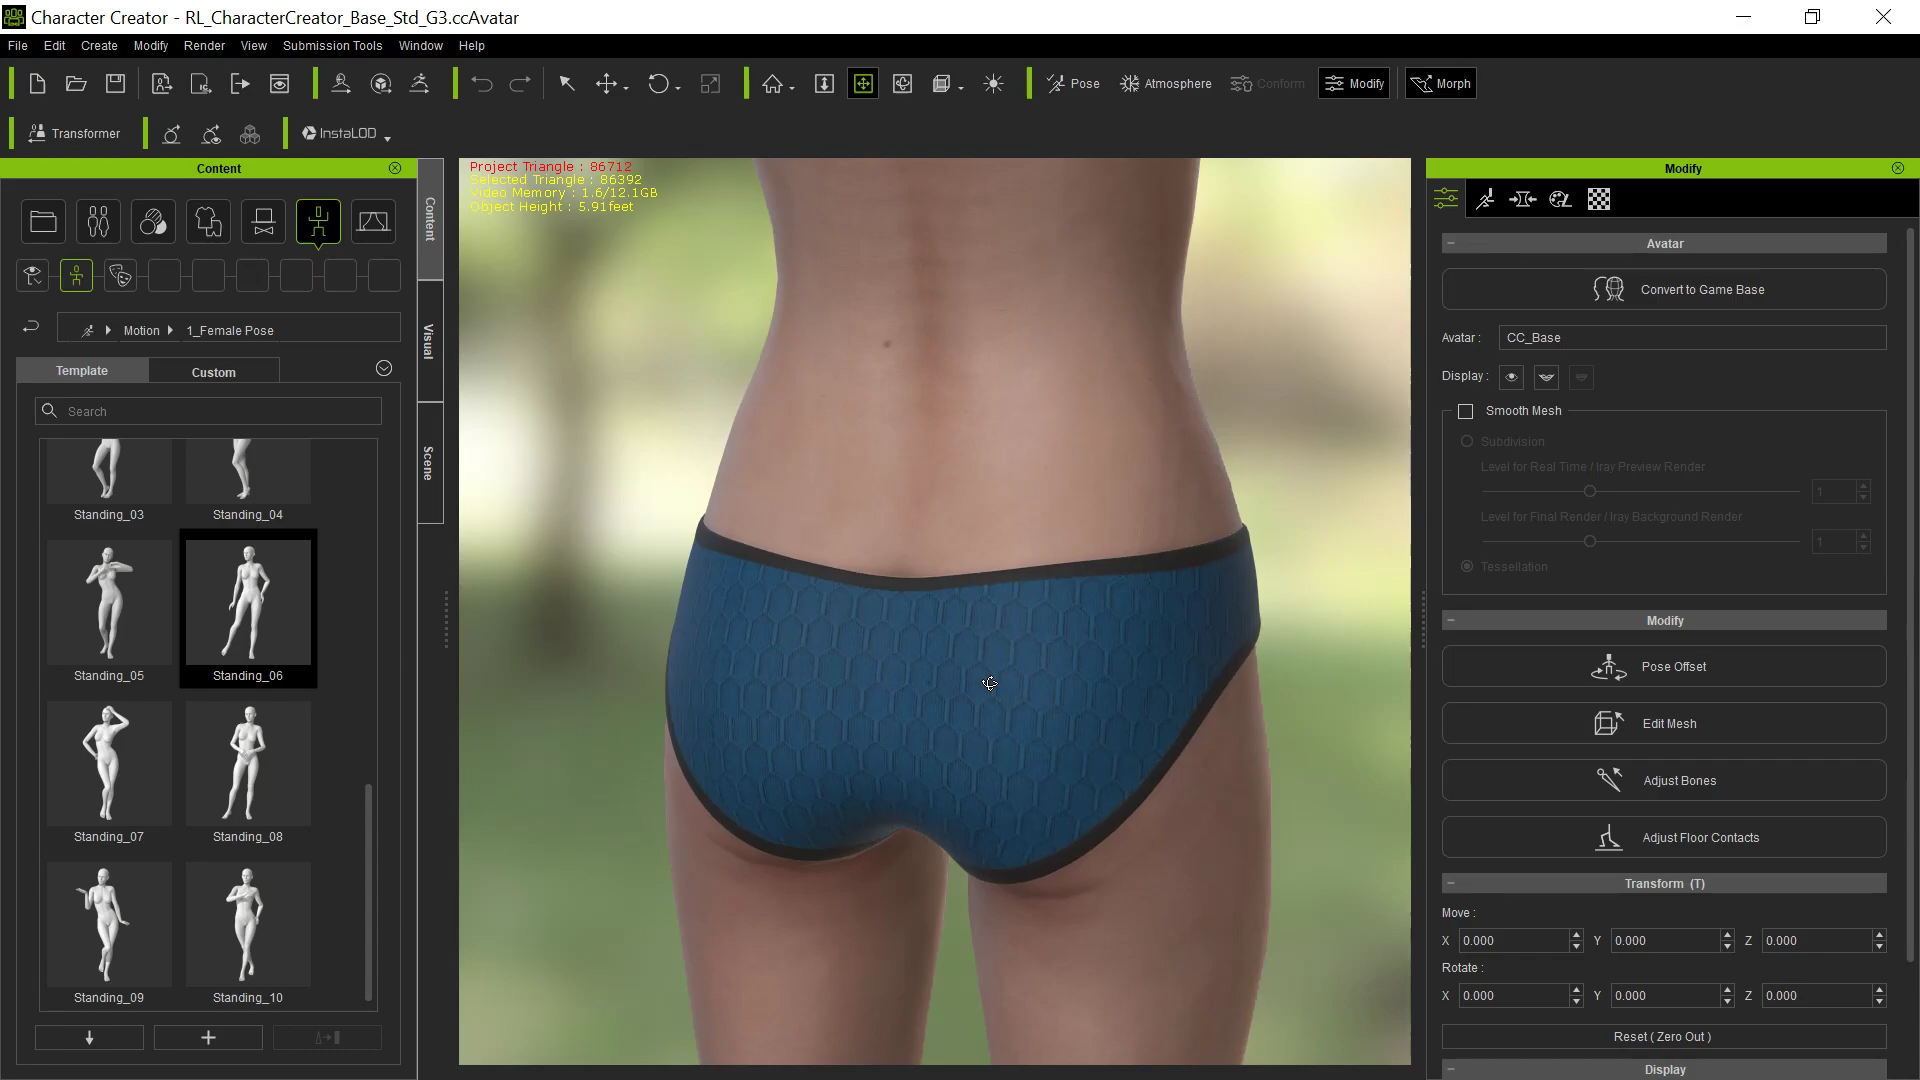 Character Creator - RL_CharacterCreator_Base_Std_G3.ccAvatar
File Edit Create Modify Render View Submission Tools Window Help
Pose Atmosphere Conform Modify Morph
Transformer InstaLOD
Content
Modify
Content
Visual
Scene
Motion 1_Female Pose
Template Custom
Search
Standing_03 Standing_04
Standing_05 Standing_06
Standing_07 Standing_08
Standing_09 Standing_10
Project Triangle : 86712
Selected Triangle : 86392
Video Memory : 1.6/12.1GB
Object Height : 5.91feet
Avatar
Convert to Game Base
Avatar : CC_Base
Display :
Smooth Mesh
Subdivision
Level for Real Time / Iray Preview Render
1
Level for Final Render / Iray Background Render
1
Tessellation
Modify
Pose Offset
Edit Mesh
Adjust Bones
Adjust Floor Contacts
Transform (T)
Move :
X 0.000 Y 0.000 Z 0.000
Rotate :
X 0.000 Y 0.000 Z 0.000
Reset ( Zero Out )
Display